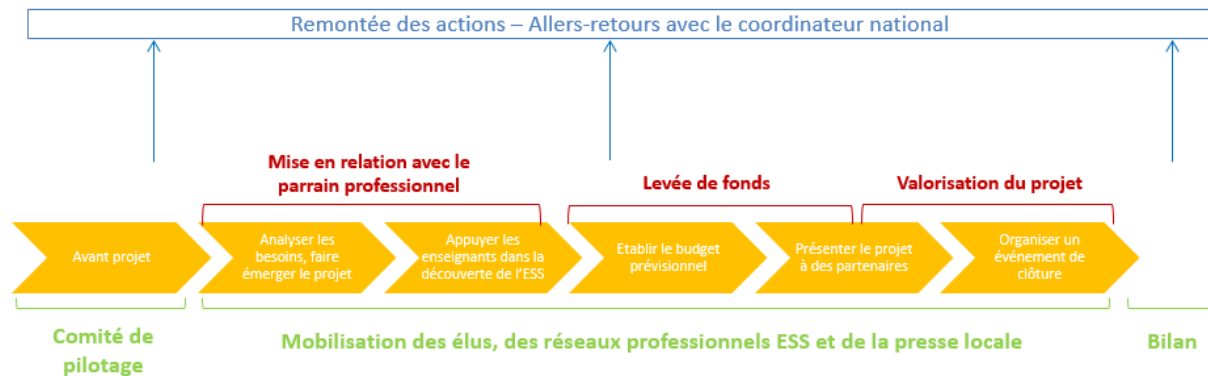 Remontée des actions – Allers-retours avec le coordinateur national
Mise en relation avec le
parrain professionnel
Levée de fonds
Valorisation du projet
Avant projet
Analyser les
besoins, faire
émerger le projet
Appuyer les
enseignants dans la
découverte de l'ESS
Etablir le budget
prévisionnel
Présenter le projet
à des partenaires
Organiser un
événement de
clôture
Comité de
pilotage
Mobilisation des élus, des réseaux professionnels ESS et de la presse locale
Bilan